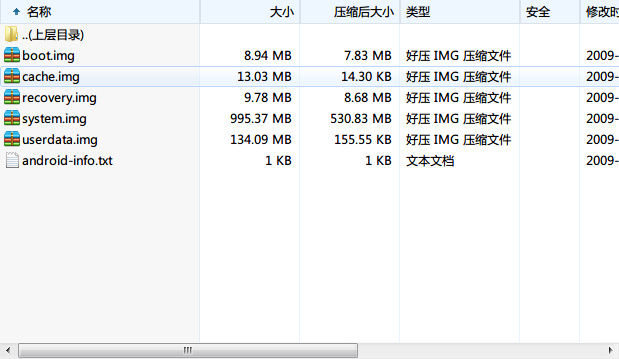 名称 大小 压缩后大小 类型 安全 修改时
..(上层目录)
boot.img 8.94 MB 7.83 MB 好压 IMG 压缩文件 2009-
cache.img 13.03 MB 14.30 KB 好压 IMG 压缩文件 2009-
recovery.img 9.78 MB 8.68 MB 好压 IMG 压缩文件 2009-
system.img 995.37 MB 530.83 MB 好压 IMG 压缩文件 2009-
userdata.img 134.09 MB 155.55 KB 好压 IMG 压缩文件 2009-
android-info.txt 1 KB 1 KB 文本文档 2009-